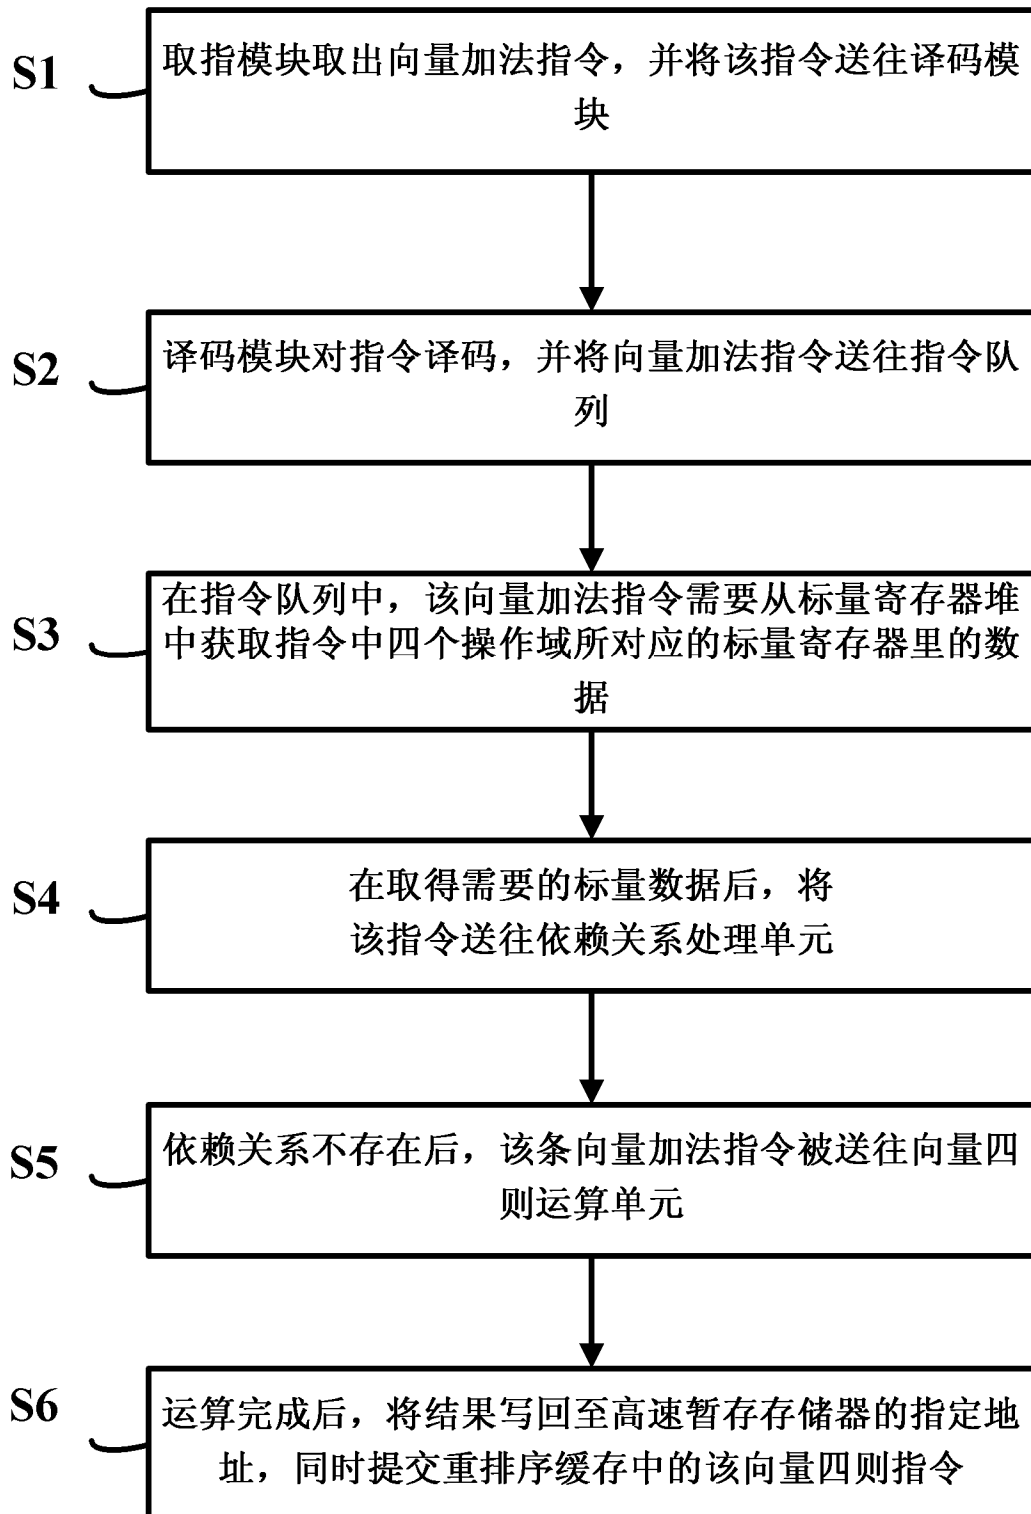 S1
取指模块取出向量加法指令，并将该指令送往译码模
块
S2
译码模块对指令译码，并将向量加法指令送往指令队
列
S3
在指令队列中，该向量加法指令需要从标量寄存器堆
中获取指令中四个操作域所对应的标量寄存器里的数
据
S4
在取得需要的标量数据后，将
该指令送往依赖关系处理单元
S5
依赖关系不存在后，该条向量加法指令被送往向量四
则运算单元
S6
运算完成后，将结果写回至高速暂存存储器的指定地
址，同时提交重排序缓存中的该向量四则指令